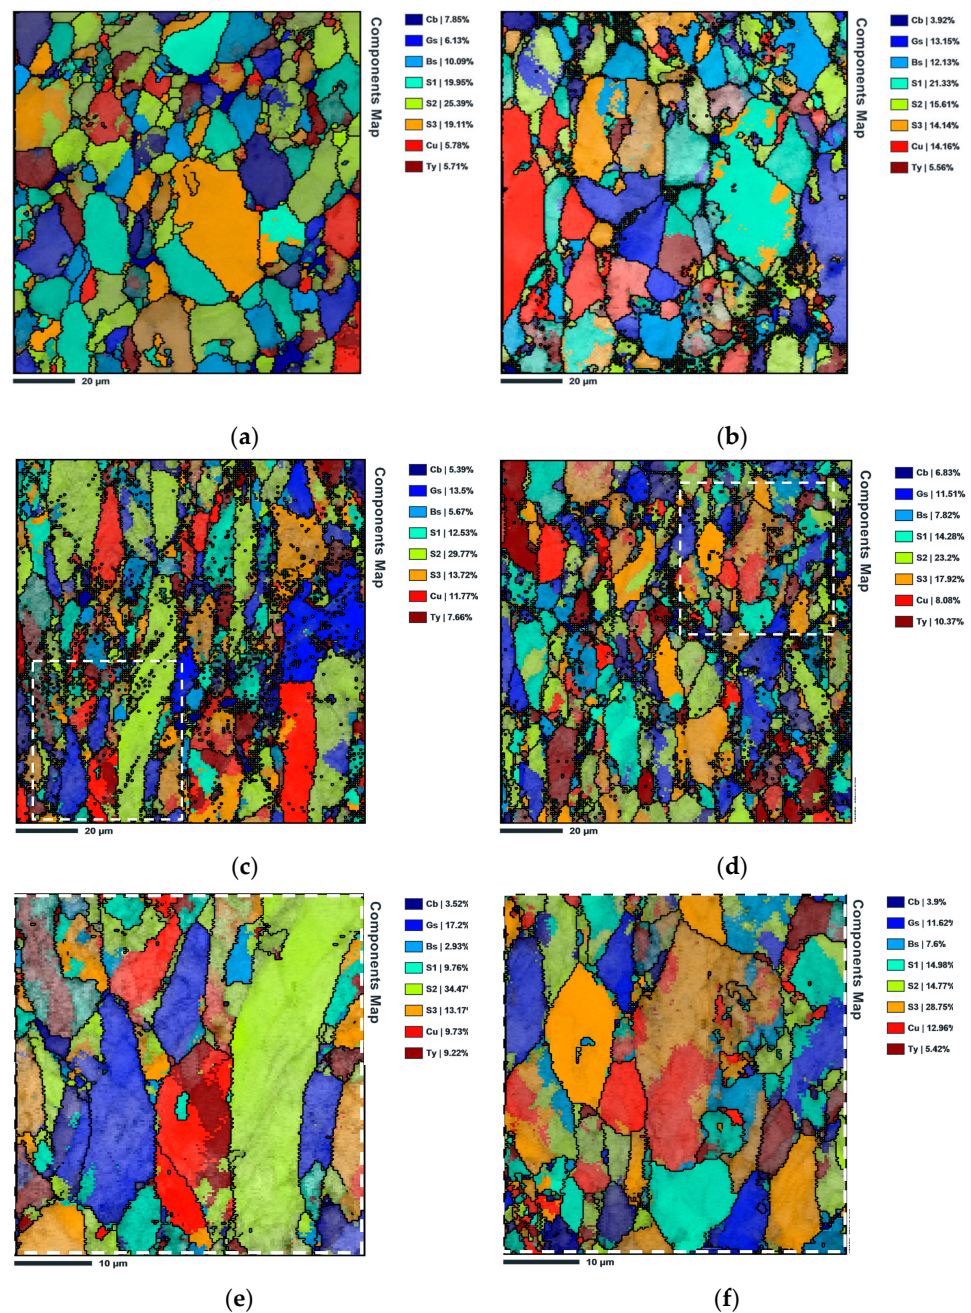 Components Map
Cb | 7.85%
Gs | 6.13%
Bs | 10.09%
S1 | 19.95%
S2 | 25.39%
S3 | 19.11%
Cu | 5.78%
Ty | 5.71%
20 µm
(a)
Components Map
Cb | 3.92%
Gs | 13.15%
Bs | 12.13%
S1 | 21.33%
S2 | 15.61%
S3 | 14.14%
Cu | 14.16%
Ty | 5.56%
20 µm
(b)
Components Map
Cb | 5.39%
Gs | 13.5%
Bs | 5.67%
S1 | 12.53%
S2 | 29.77%
S3 | 13.72%
Cu | 11.77%
Ty | 7.66%
20 µm
(c)
Components Map
Cb | 6.83%
Gs | 11.51%
Bs | 7.82%
S1 | 14.28%
S2 | 23.2%
S3 | 17.92%
Cu | 8.08%
Ty | 10.37%
20 µm
(d)
Components Map
Cb | 3.52%
Gs | 17.2%
Bs | 2.93%
S1 | 9.76%
S2 | 34.47
S3 | 13.17
Cu | 9.73%
Ty | 9.22%
10 µm
(e)
Components Map
Cb | 3.9%
Gs | 11.62%
Bs | 7.6%
S1 | 14.98%
S2 | 14.77%
S3 | 28.75%
Cu | 12.96%
Ty | 5.42%
10 µm
(f)